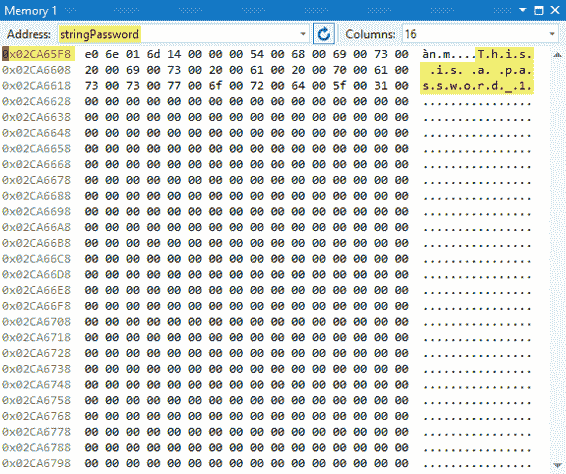 Memory 1
Address: stringPassword Columns: 16
0x02CA65F8 e0 6e 01 6d 14 00 00 00 54 00 68 00 69 00 73 00 àn.m....T.h.i.s.
0x02CA6608 20 00 69 00 73 00 20 00 61 00 20 00 70 00 61 00 .i.s. .a. .p.a.
0x02CA6618 73 00 73 00 77 00 6f 00 72 00 64 00 5f 00 31 00 s.s.w.o.r.d._.1.
0x02CA6628 00 00 00 00 00 00 00 00 00 00 00 00 00 00 00 00 ................
0x02CA6638 00 00 00 00 00 00 00 00 00 00 00 00 00 00 00 00 ................
0x02CA6648 00 00 00 00 00 00 00 00 00 00 00 00 00 00 00 00 ................
0x02CA6658 00 00 00 00 00 00 00 00 00 00 00 00 00 00 00 00 ................
0x02CA6668 00 00 00 00 00 00 00 00 00 00 00 00 00 00 00 00 ................
0x02CA6678 00 00 00 00 00 00 00 00 00 00 00 00 00 00 00 00 ................
0x02CA6688 00 00 00 00 00 00 00 00 00 00 00 00 00 00 00 00 ................
0x02CA6698 00 00 00 00 00 00 00 00 00 00 00 00 00 00 00 00 ................
0x02CA66A8 00 00 00 00 00 00 00 00 00 00 00 00 00 00 00 00 ................
0x02CA66B8 00 00 00 00 00 00 00 00 00 00 00 00 00 00 00 00 ................
0x02CA66C8 00 00 00 00 00 00 00 00 00 00 00 00 00 00 00 00 ................
0x02CA66D8 00 00 00 00 00 00 00 00 00 00 00 00 00 00 00 00 ................
0x02CA66E8 00 00 00 00 00 00 00 00 00 00 00 00 00 00 00 00 ................
0x02CA66F8 00 00 00 00 00 00 00 00 00 00 00 00 00 00 00 00 ................
0x02CA6708 00 00 00 00 00 00 00 00 00 00 00 00 00 00 00 00 ................
0x02CA6718 00 00 00 00 00 00 00 00 00 00 00 00 00 00 00 00 ................
0x02CA6728 00 00 00 00 00 00 00 00 00 00 00 00 00 00 00 00 ................
0x02CA6738 00 00 00 00 00 00 00 00 00 00 00 00 00 00 00 00 ................
0x02CA6748 00 00 00 00 00 00 00 00 00 00 00 00 00 00 00 00 ................
0x02CA6758 00 00 00 00 00 00 00 00 00 00 00 00 00 00 00 00 ................
0x02CA6768 00 00 00 00 00 00 00 00 00 00 00 00 00 00 00 00 ................
0x02CA6778 00 00 00 00 00 00 00 00 00 00 00 00 00 00 00 00 ................
0x02CA6788 00 00 00 00 00 00 00 00 00 00 00 00 00 00 00 00 ................
0x02CA6798 00 00 00 00 00 00 00 00 00 00 00 00 00 00 00 00 ................